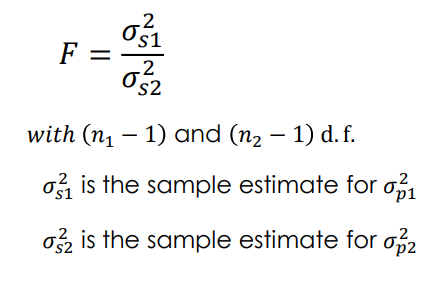 F = σ²ₛ₁ / σ²ₛ₂
with (n₁ − 1) and (n₂ − 1) d.f.
σ²ₛ₁ is the sample estimate for σ²ₚ₁
σ²ₛ₂ is the sample estimate for σ²ₚ₂